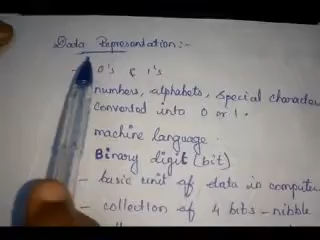 Data Representation:-
- 0's & 1's
numbers, alphabets, special character
converted into 0 or 1.
machine language.
Binary digit (bit)
- basic unit of data in compute
- collection of 4 bits - nibble